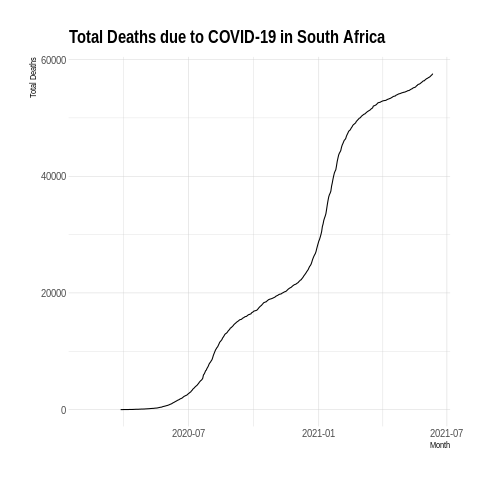 Total Deaths due to COVID-19 in South Africa
Total Deaths
60000
40000
20000
0
2020-07 2021-01 2021-07
Month